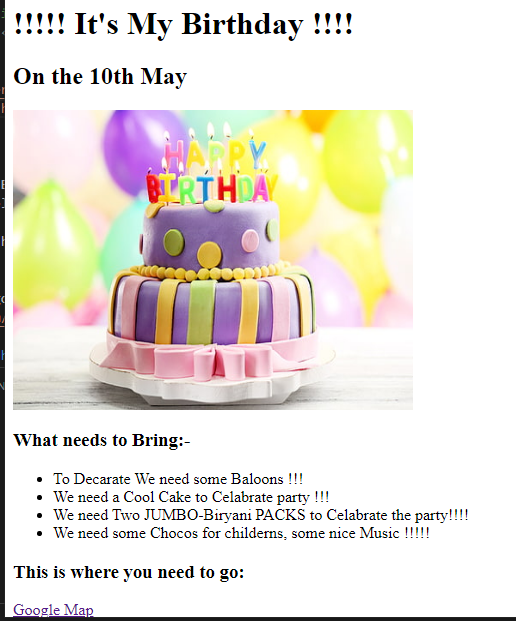 !!!!! It's My Birthday !!!!
On the 10th May
HAPPY
BIRTHDAY
What needs to Bring:-
To Decarate We need some Baloons !!!
We need a Cool Cake to Celabrate party !!!
We need Two JUMBO-Biryani PACKS to Celabrate the party!!!!
We need some Chocos for childerns, some nice Music !!!!!
This is where you need to go:
Google Map